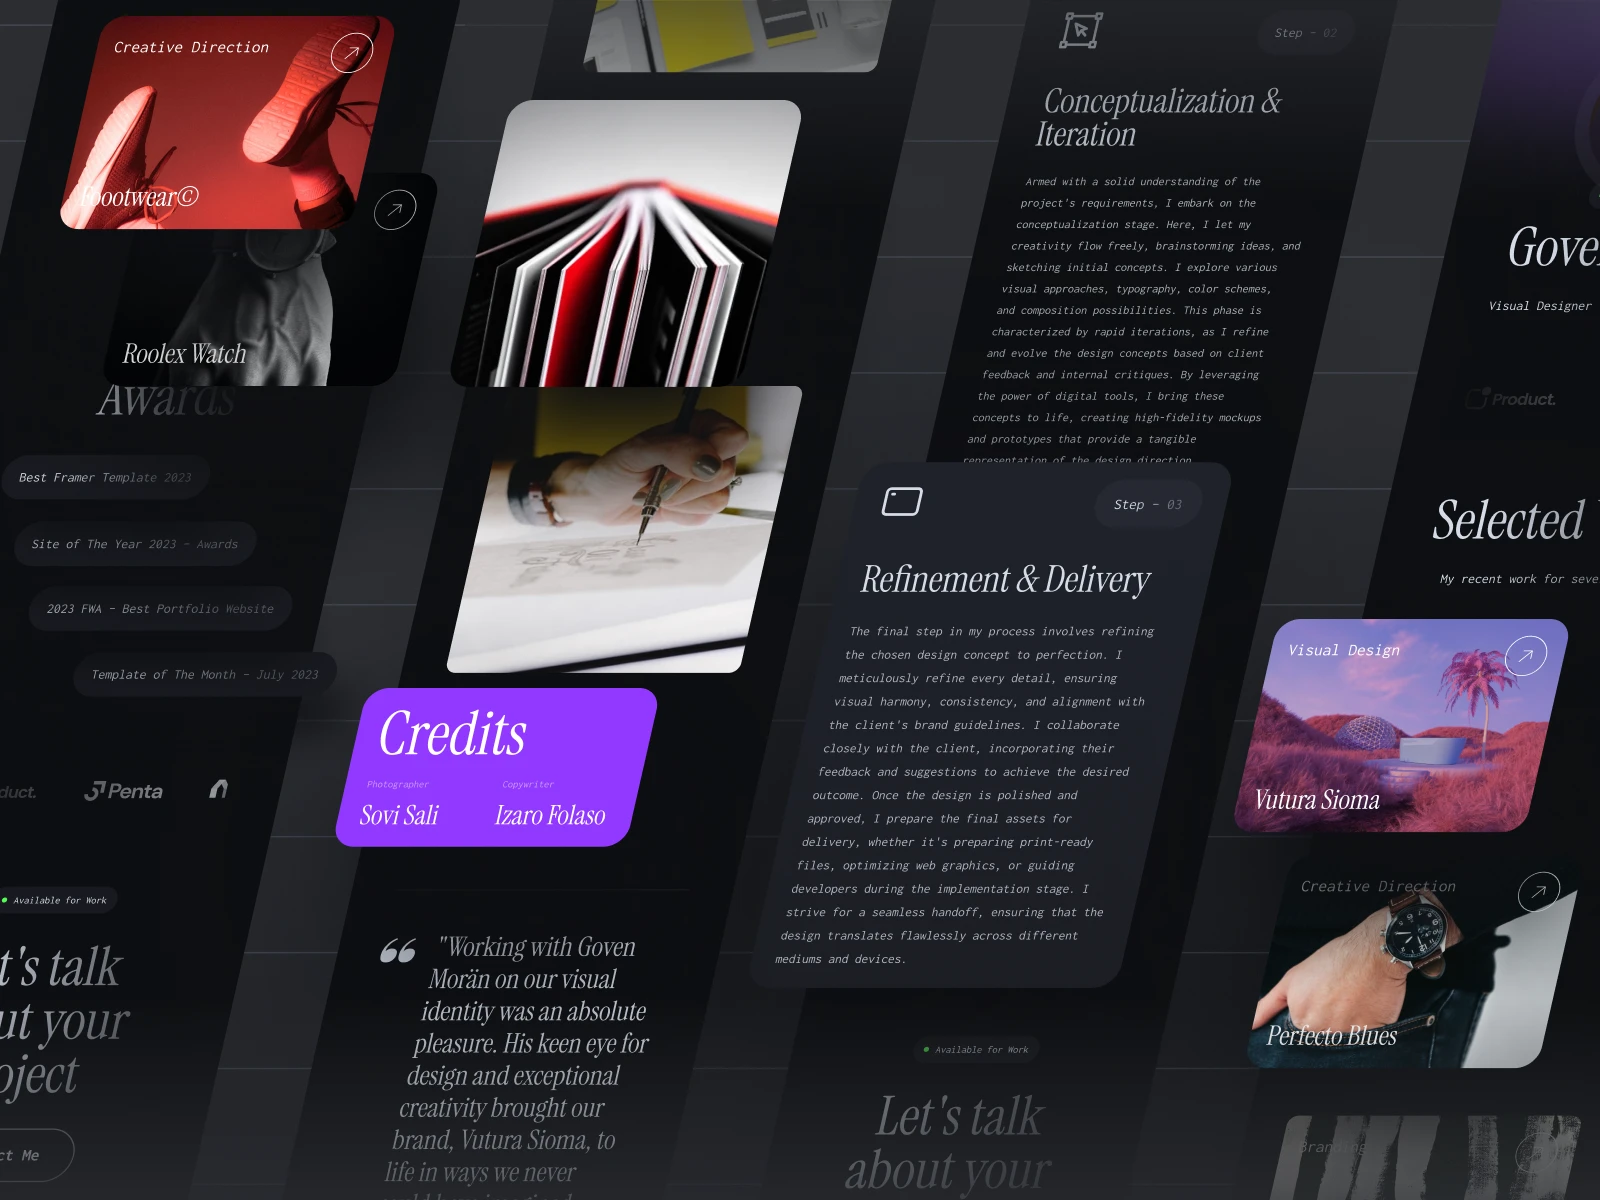 Creative Direction
Foootwear©
Roolex Watch
Awards
Best Framer Template 2023
Site of The Year 2023 – Awards
2023 FWA – Best Portfolio Website
Template of The Month – July 2023
duct.
Penta
Available for Work
t's talk
ut your
oject
ct Me
Credits
Photographer
Copywriter
Sovi Sali
Izaro Folaso
"Working with Goven
Morän on our visual
identity was an absolute
pleasure. His keen eye for
design and exceptional
creativity brought our
brand, Vutura Sioma, to
life in ways we never
Step – 02
Conceptualization &
Iteration
Armed with a solid understanding of the
project's requirements, I embark on the
conceptualization stage. Here, I let my
creativity flow freely, brainstorming ideas, and
sketching initial concepts. I explore various
visual approaches, typography, color schemes,
and composition possibilities. This phase is
characterized by rapid iterations, as I refine
and evolve the design concepts based on client
feedback and internal critiques. By leveraging
the power of digital tools, I bring these
concepts to life, creating high-fidelity mockups
and prototypes that provide a tangible
representation of the design direction.
Step – 03
Refinement & Delivery
The final step in my process involves refining
the chosen design concept to perfection. I
meticulously refine every detail, ensuring
visual harmony, consistency, and alignment with
the client's brand guidelines. I collaborate
closely with the client, incorporating their
feedback and suggestions to achieve the desired
outcome. Once the design is polished and
approved, I prepare the final assets for
delivery, whether it's preparing print-ready
files, optimizing web graphics, or guiding
developers during the implementation stage. I
strive for a seamless handoff, ensuring that the
design translates flawlessly across different
mediums and devices.
Available for Work
Let's talk
about your
Gove
Visual Designer
Product.
Selected
My recent work for seve
Visual Design
Vutura Sioma
Creative Direction
Perfecto Blues
Branding